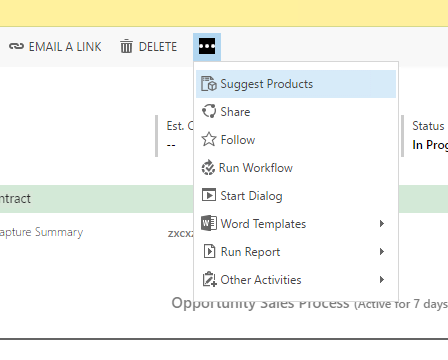 EMAIL A LINK DELETE
Suggest Products
Est. Status
-- In Prog
Share
Follow
Run Workflow
Start Dialog
ntract
Word Templates
apture Summary zxcxz
Run Report
Other Activities
Opportunity Sales Process (Active for 7 days